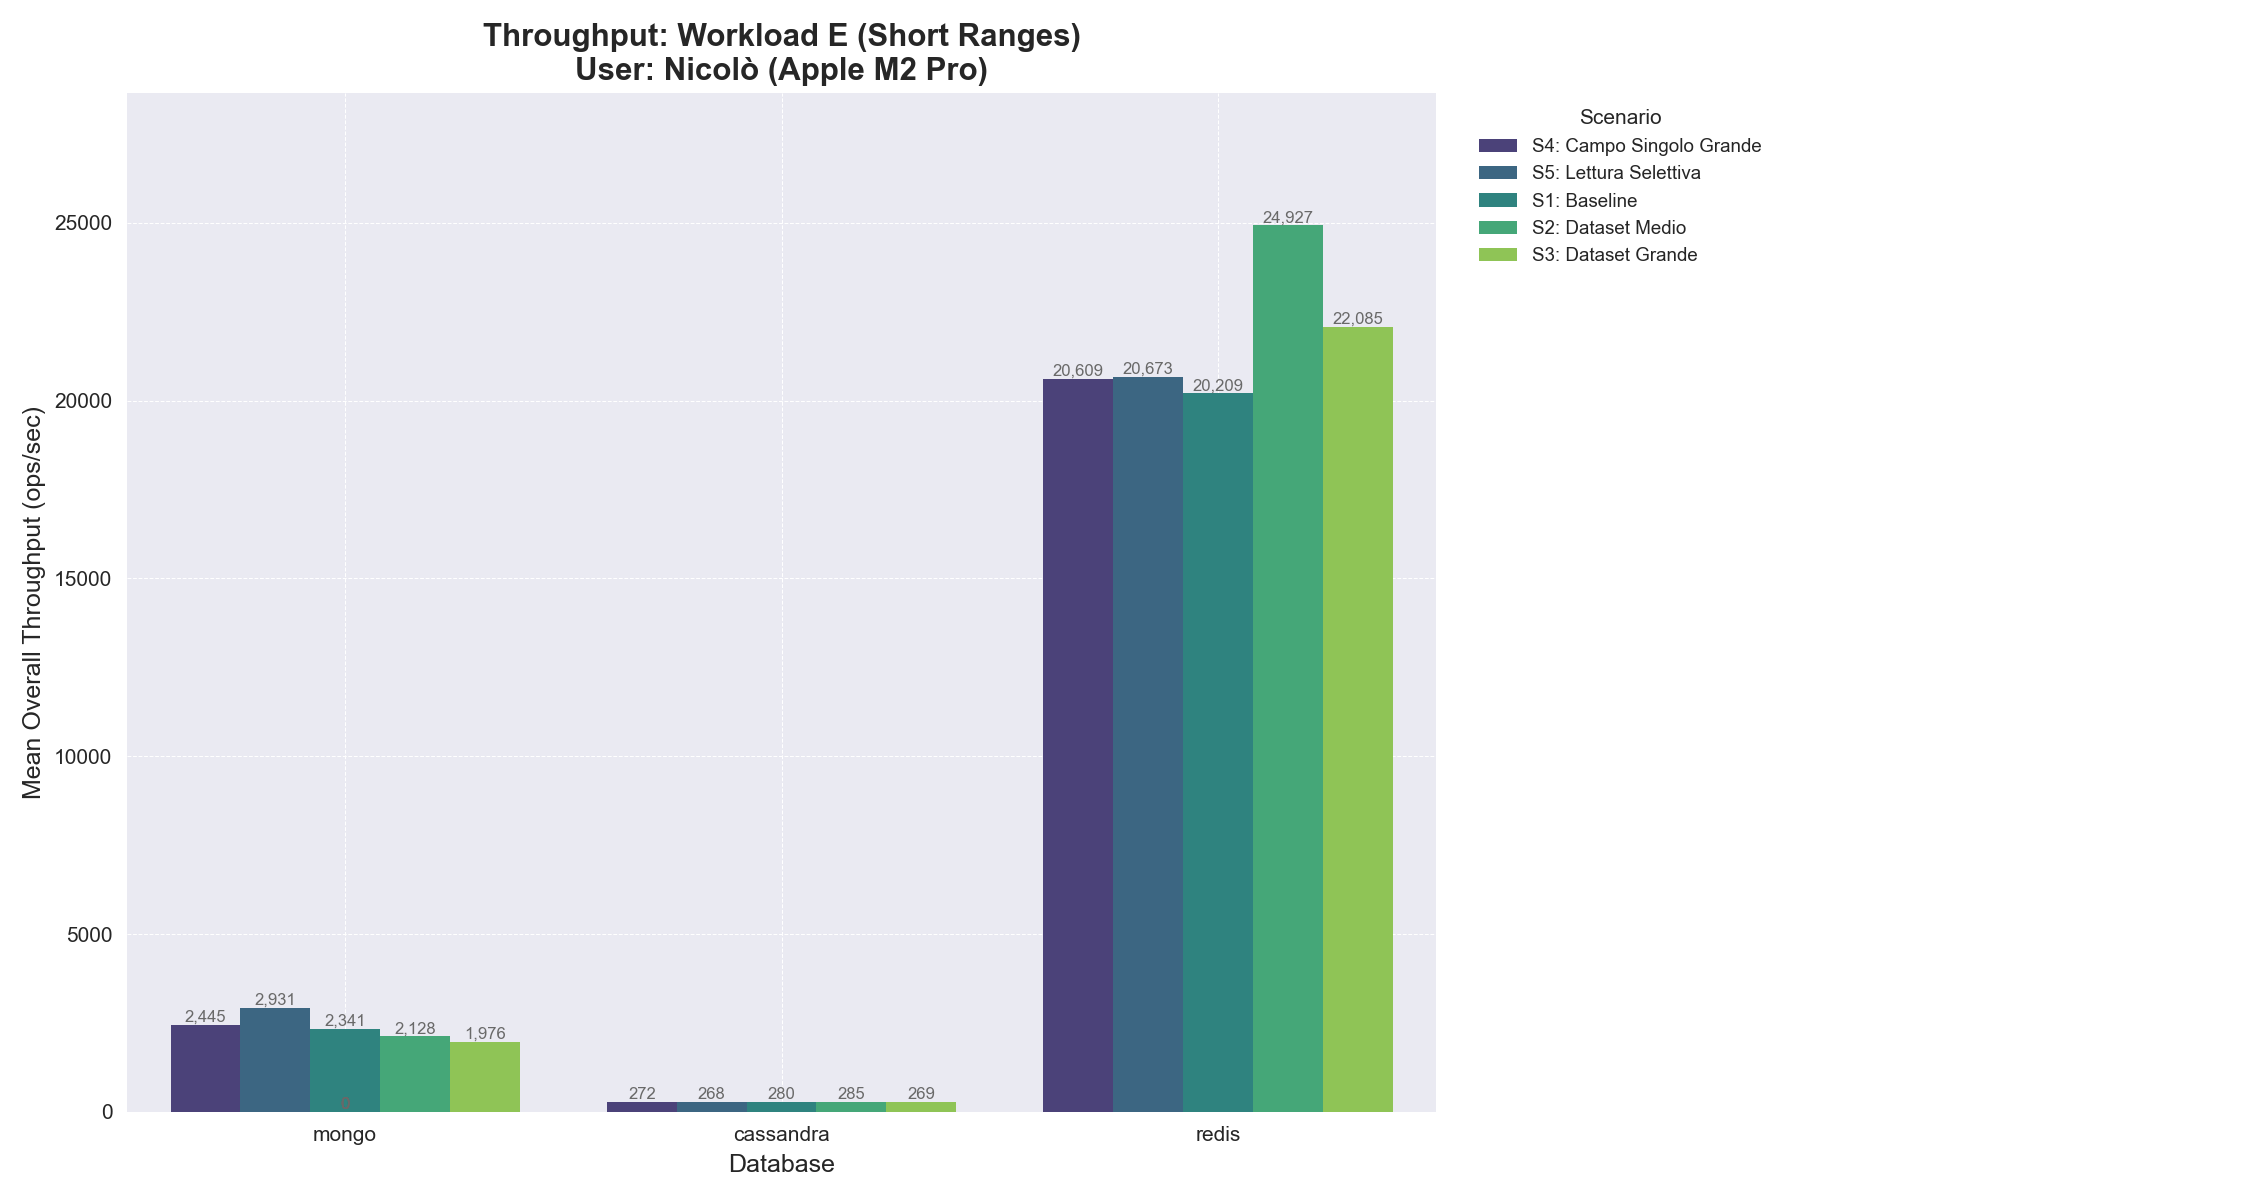 Throughput: Workload E (Short Ranges)
User: Nicolò (Apple M2 Pro)
Mean Overall Throughput (ops/sec)
25000
20000
15000
10000
5000
0
2,445
2,931
2,341
2,128
1,976
0
272
268
280
285
269
20,609
20,673
20,209
24,927
22,085
mongo
cassandra
redis
Database
Scenario
S4: Campo Singolo Grande
S5: Lettura Selettiva
S1: Baseline
S2: Dataset Medio
S3: Dataset Grande